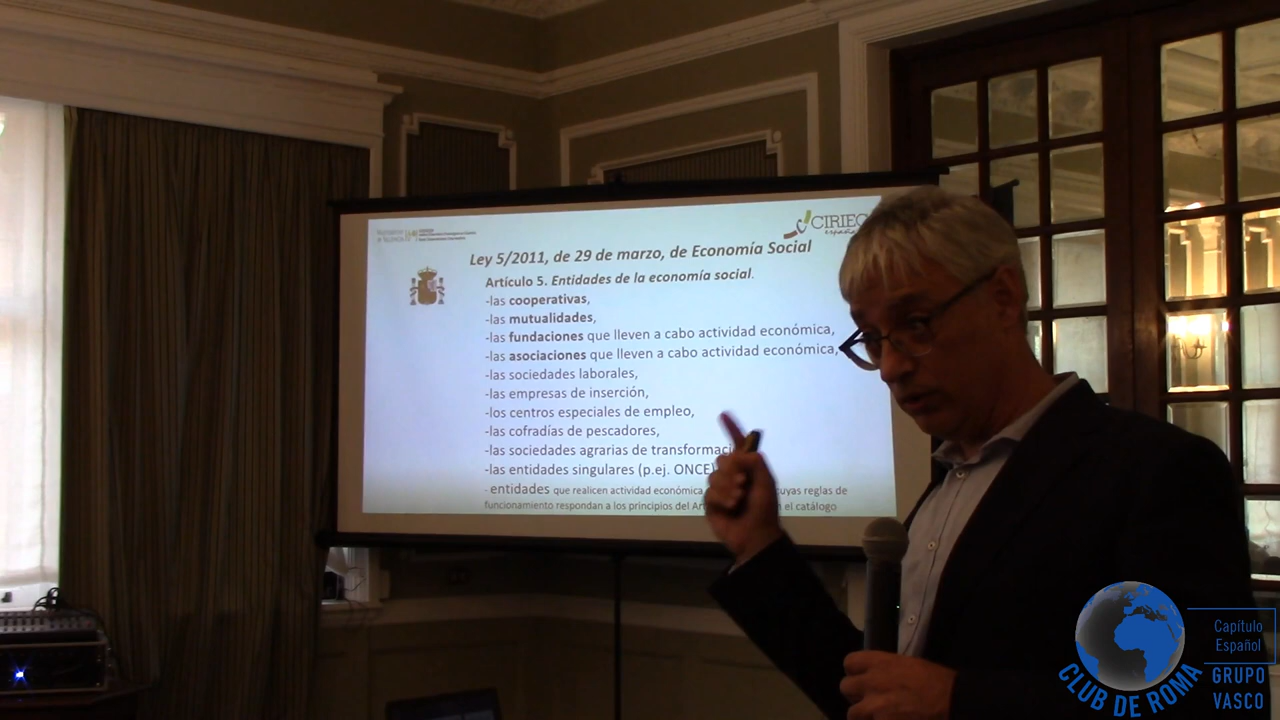 CIRIEC
españa
Ley 5/2011, de 29 de marzo, de Economía Social
Artículo 5. Entidades de la economía social.
-las cooperativas,
-las mutualidades,
-las fundaciones que lleven a cabo actividad económica,
-las asociaciones que lleven a cabo actividad económica,
-las sociedades laborales,
-las empresas de inserción,
-los centros especiales de empleo,
-las cofradías de pescadores,
-las sociedades agrarias de transformaci
-las entidades singulares (p.ej. ONCE)
- entidades que realicen actividad económica cuyas reglas de
funcionamiento respondan a los principios del el catálogo
CLUB DE ROMA
Capítulo
Español
GRUPO
VASCO